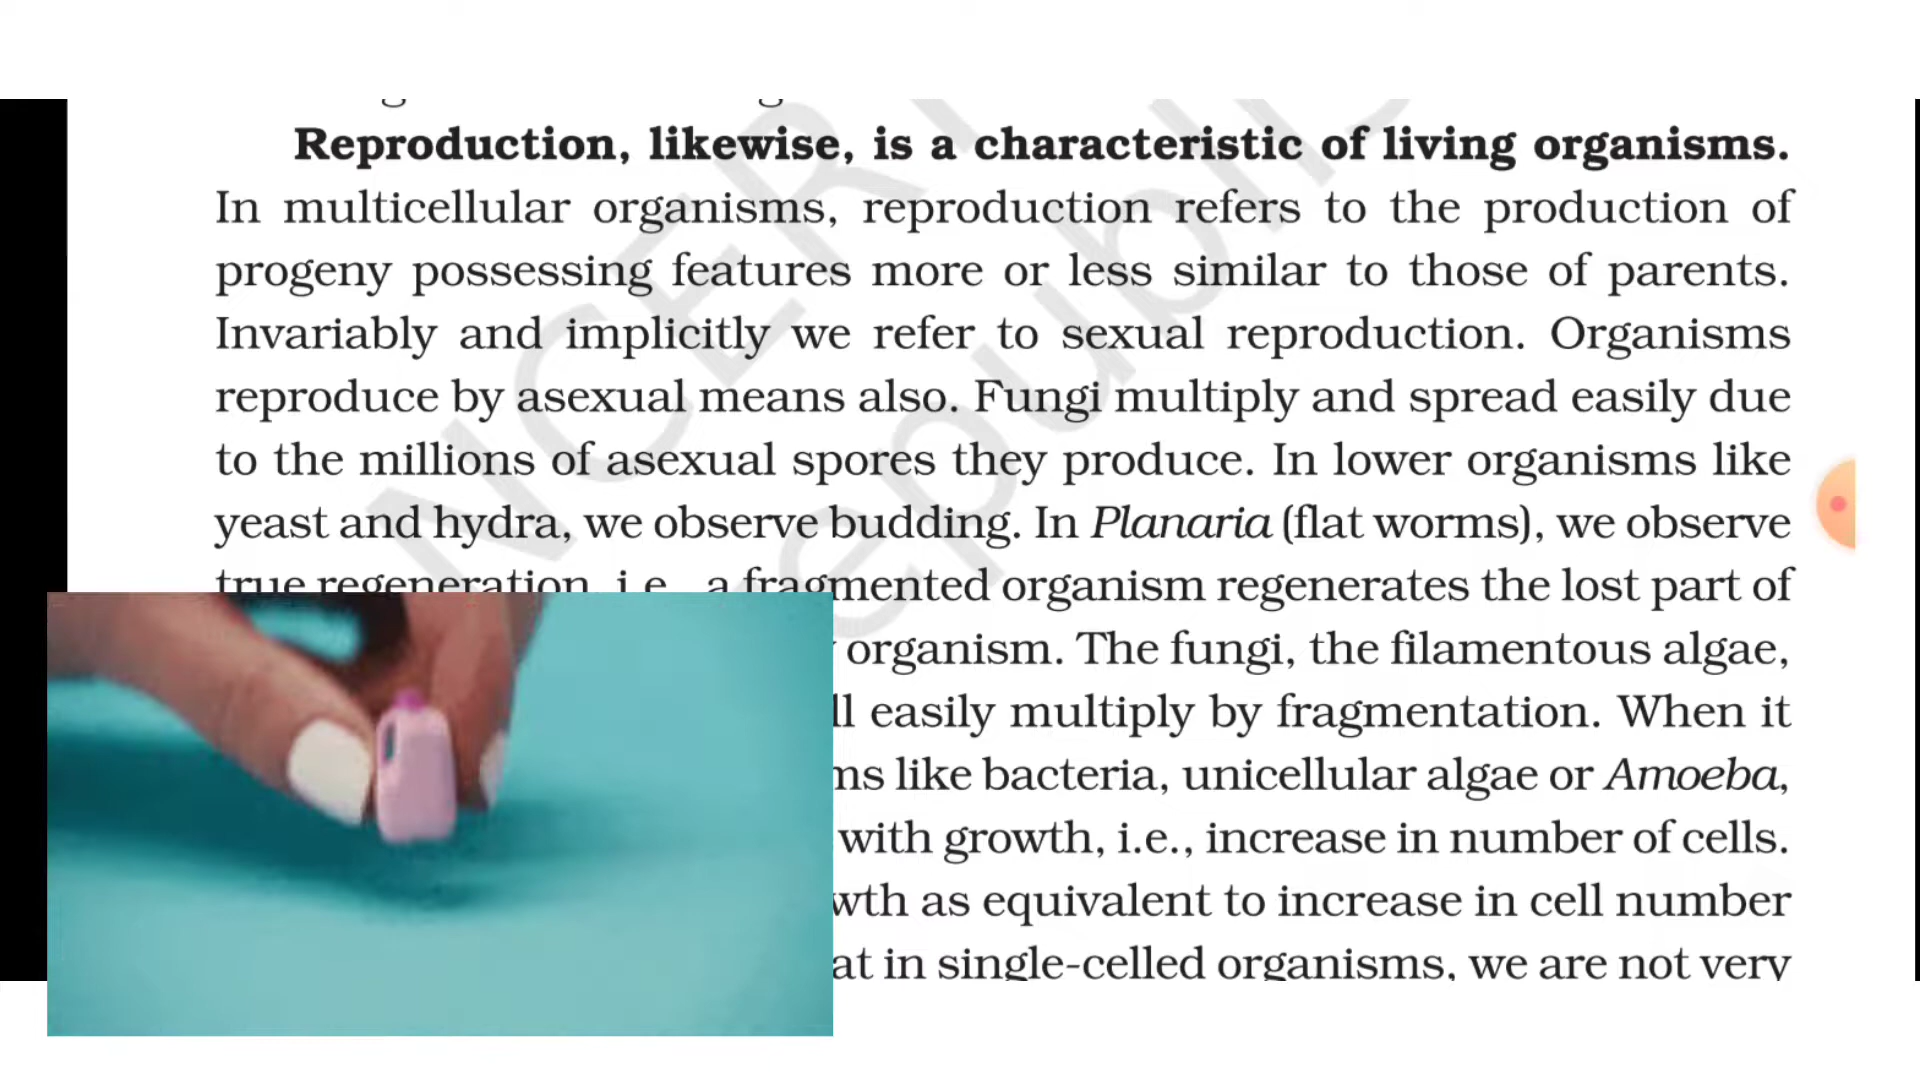 Reproduction, likewise, is a characteristic of living organisms.
In multicellular organisms, reproduction refers to the production of
progeny possessing features more or less similar to those of parents.
Invariably and implicitly we refer to sexual reproduction. Organisms
reproduce by asexual means also. Fungi multiply and spread easily due
to the millions of asexual spores they produce. In lower organisms like
yeast and hydra, we observe budding. In Planaria (flat worms), we observe
true regeneration, i.e., a fragmented organism regenerates the lost part of
organism. The fungi, the filamentous algae,
easily multiply by fragmentation. When it
like bacteria, unicellular algae or Amoeba,
with growth, i.e., increase in number of cells.
as equivalent to increase in cell number
in single-celled organisms, we are not very
NCERT
republi